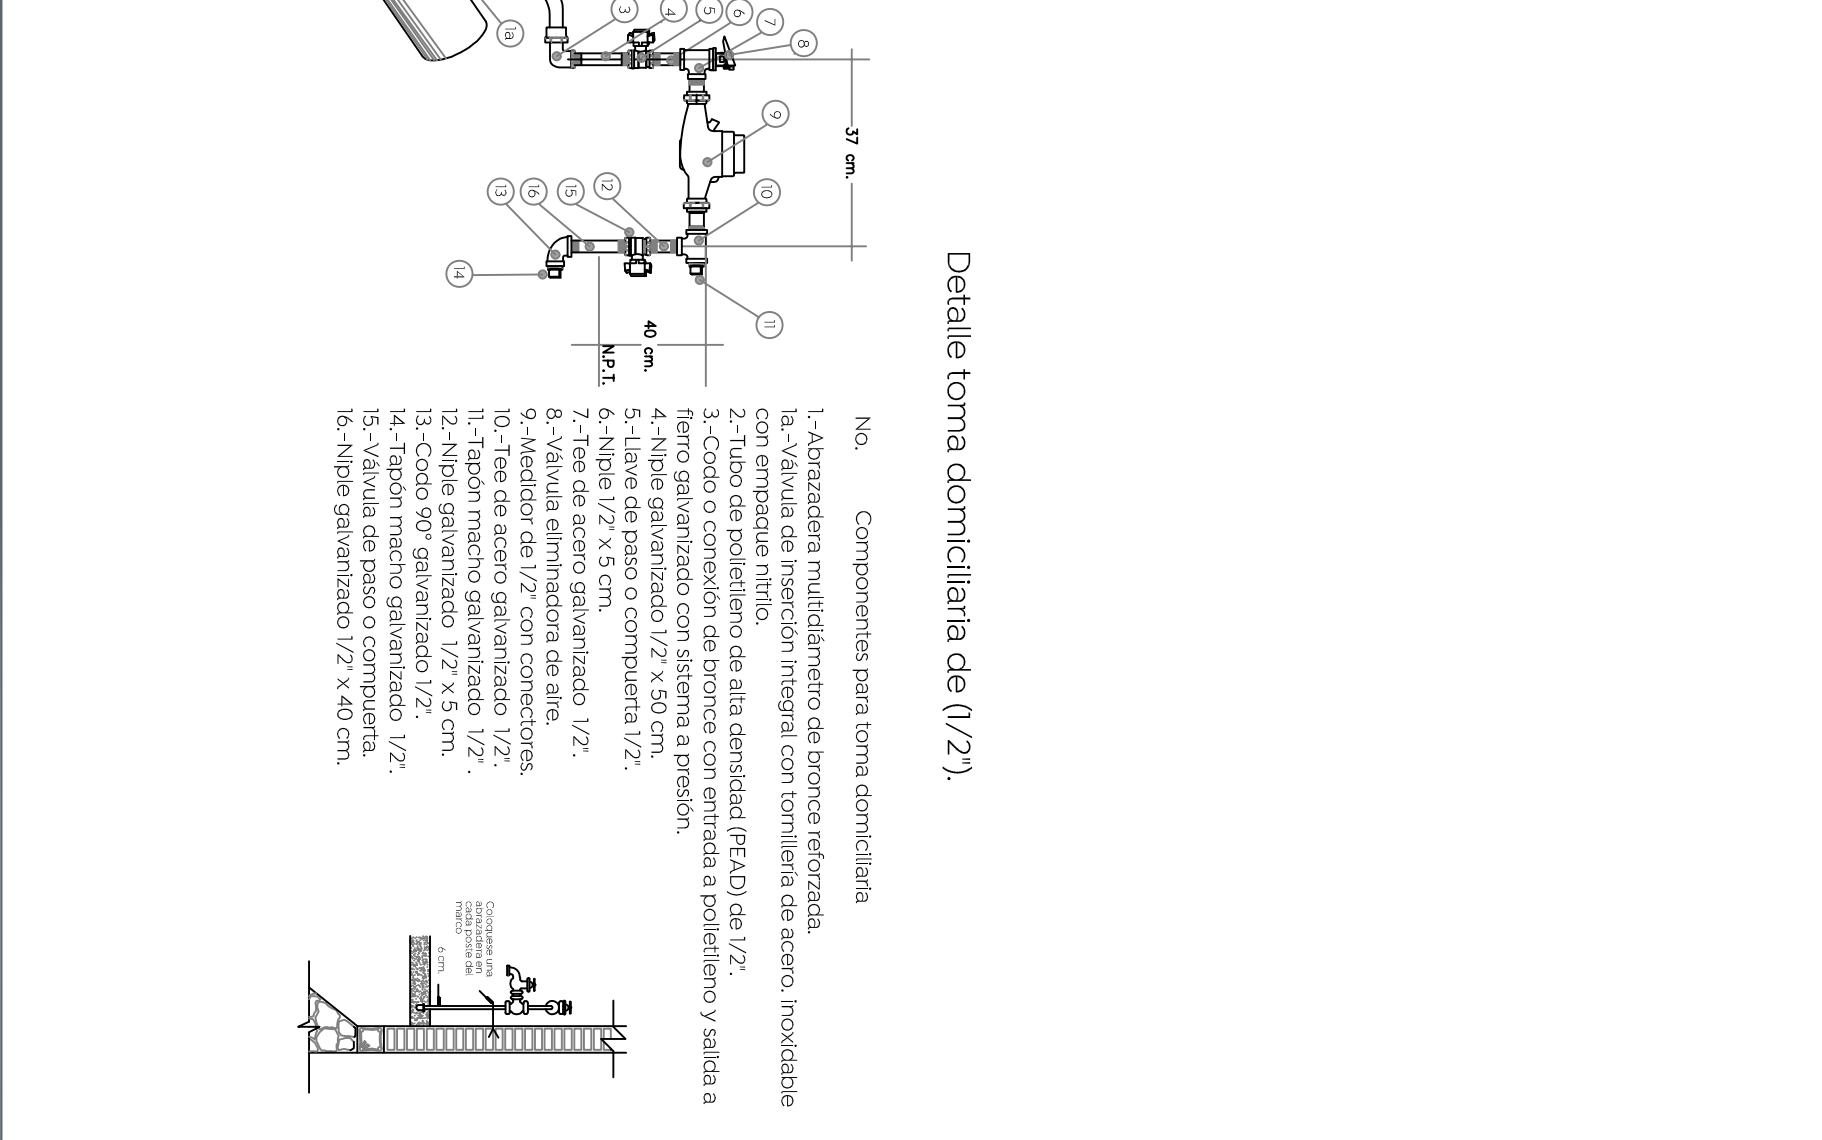 Detalle toma domiciliaria de (1/2").
No. Componentes para toma domiciliaria
1.-Abrazadera multidiámetro de bronce reforzada.
1a.-Válvula de inserción integral con tornillería de acero. inoxidable
con empaque nitrilo.
2.-Tubo de polietileno de alta densidad (PEAD) de 1/2".
3.-Codo o conexión de bronce con entrada a polietileno y salida a
fierro galvanizado con sistema a presión.
4.-Niple galvanizado 1/2" x 50 cm.
5.-Llave de paso o compuerta 1/2".
6.-Niple 1/2" x 5 cm.
7.-Tee de acero galvanizado 1/2".
8.-Válvula eliminadora de aire.
9.-Medidor de 1/2" con conectores.
10.-Tee de acero galvanizado 1/2".
11.-Tapón macho galvanizado 1/2" .
12.-Niple galvanizado 1/2" x 5 cm.
13.-Codo 90° galvanizado 1/2".
14.-Tapón macho galvanizado 1/2".
15.-Válvula de paso o compuerta.
16.-Niple galvanizado 1/2" x 40 cm.
37 cm.
40 cm.
N.P.T.
1a
3
4
5
6
7
8
9
10
11
12
15
16
13
14
Coloquese una
abrazadera en
cada poste del
marco
6 cm.